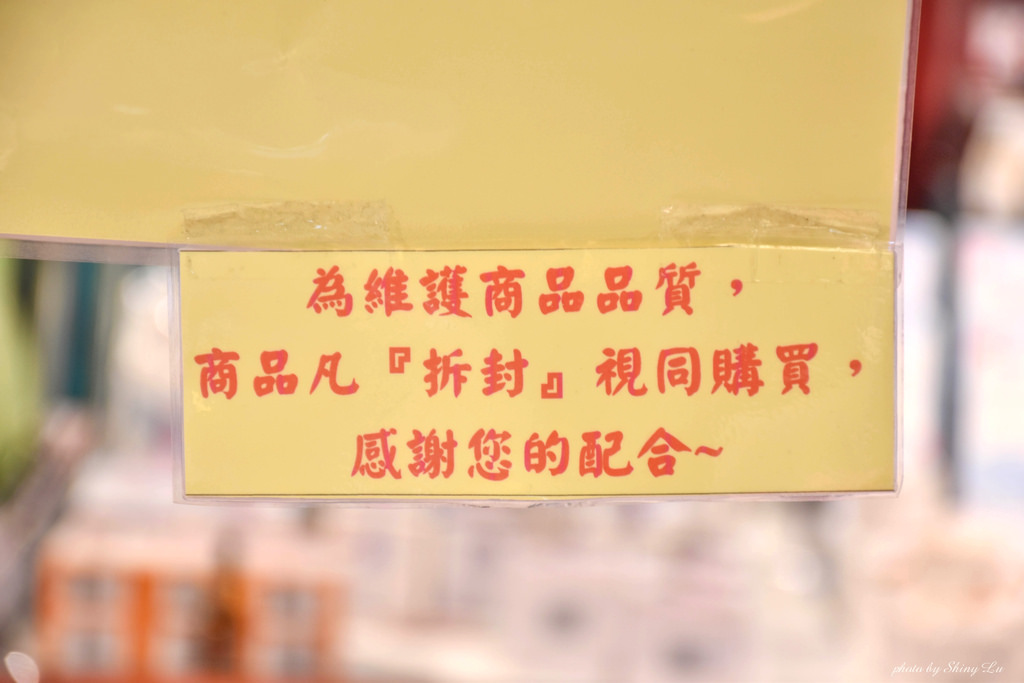 為維護商品品質，
商品凡『拆封』視同購買，
感謝您的配合~
photo by Shiny Lu